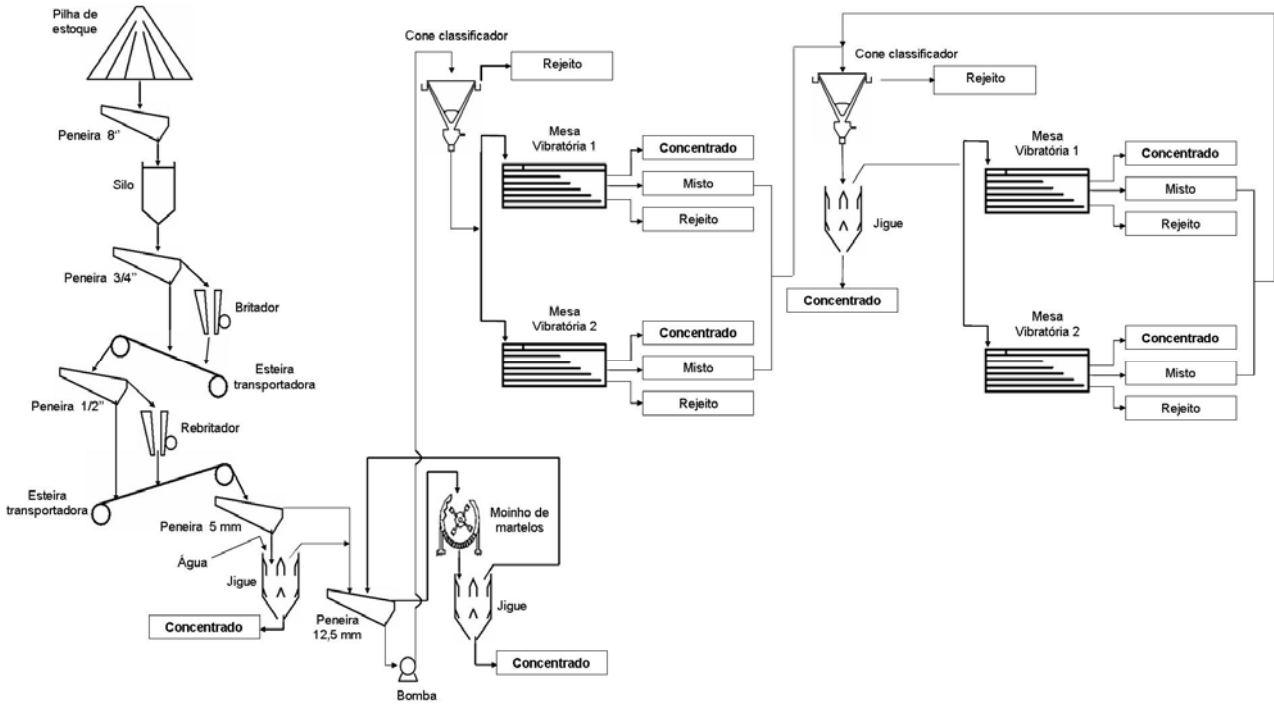 Pilha de
estoque
Peneira 8"
Silo
Peneira 3/4"
Britador
Esteira
transportadora
Peneira 1/2"
Rebritador
Esteira
transportadora
Peneira 5 mm
Água
Jigue
Concentrado
Peneira
12,5 mm
Bomba
Moinho de
martelos
Jigue
Concentrado
Cone classificador
Rejeito
Mesa
Vibratória 1
Concentrado
Misto
Rejeito
Mesa
Vibratória 2
Concentrado
Misto
Rejeito
Cone classificador
Rejeito
Jigue
Concentrado
Mesa
Vibratória 1
Concentrado
Misto
Rejeito
Mesa
Vibratória 2
Concentrado
Misto
Rejeito